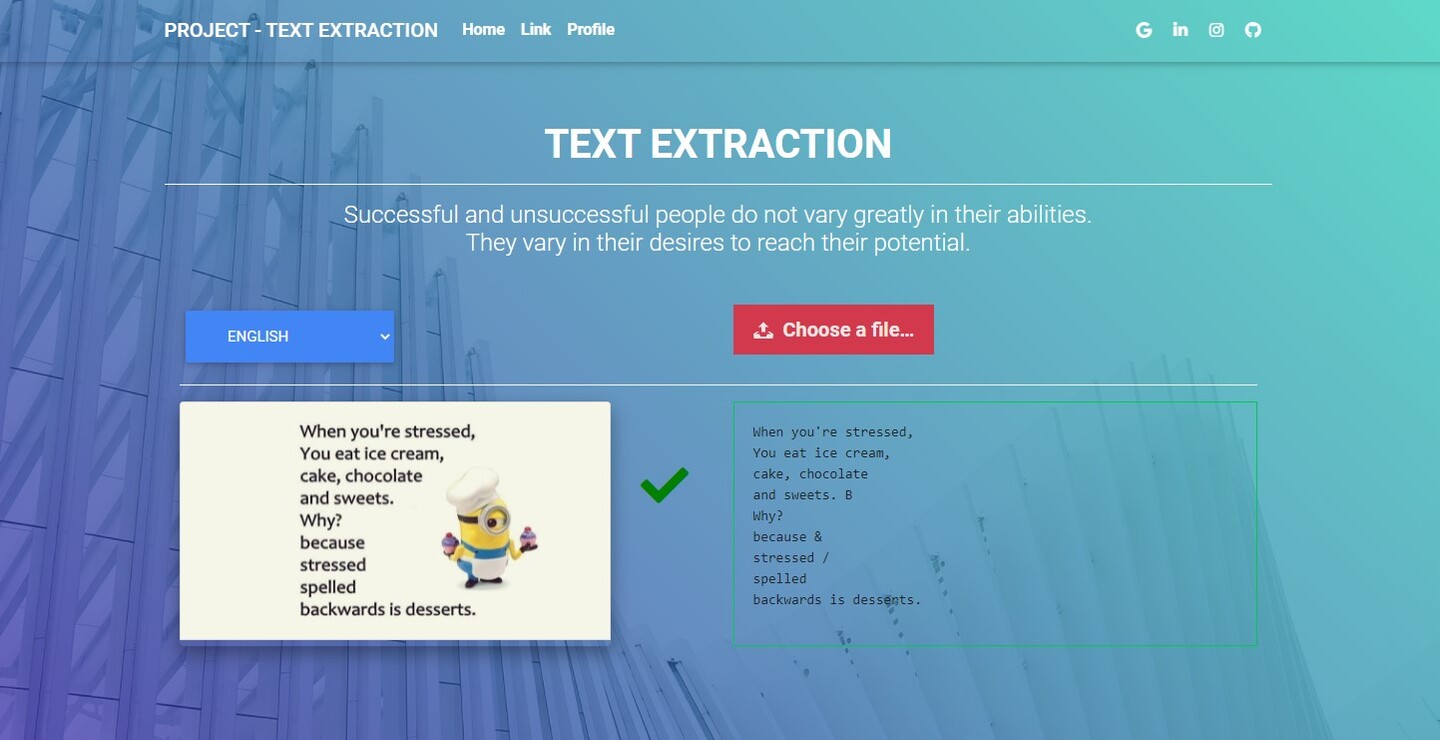 PROJECT - TEXT EXTRACTION Home Link Profile
TEXT EXTRACTION
Successful and unsuccessful people do not vary greatly in their abilities.
They vary in their desires to reach their potential.
ENGLISH
Choose a file...
When you're stressed,
You eat ice cream,
cake, chocolate
and sweets.
Why?
because
stressed
spelled
backwards is desserts.
When you're stressed,
You eat ice cream,
cake, chocolate
and sweets. B
Why?
because &
stressed /
spelled
backwards is desserts.